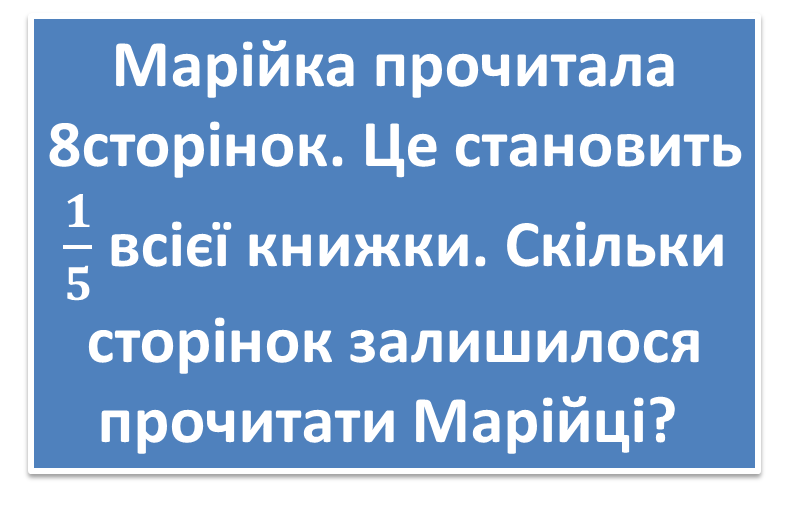 Марійка прочитала
8сторінок. Це становить
1/5 всієї книжки. Скільки
сторінок залишилося
прочитати Марійці?